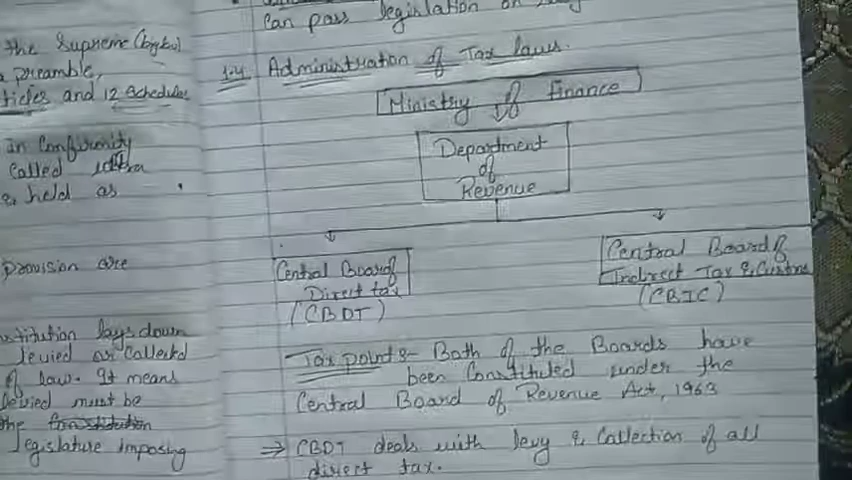 the Supreme
a preamble,
ticles and 12 Schedules
in Confirmity
called
& held as
provision are
nstitution lays down
levied or Collected
of law. It means
levied must be
the
legislature imposing
Can pass legislation on
1.4. Administration of Tax laws.
Ministry of Finance
Department
of
Revenue
Central Board of
Direct tax
(CBDT)
Central Board of
Indirect Tax & Customs
(CBIC)
Tax points:- Both of the Boards have
been Constituted under the
Central Board of Revenue Act, 1963
⇒ CBDT deals with levy & Collection of all
direct tax.